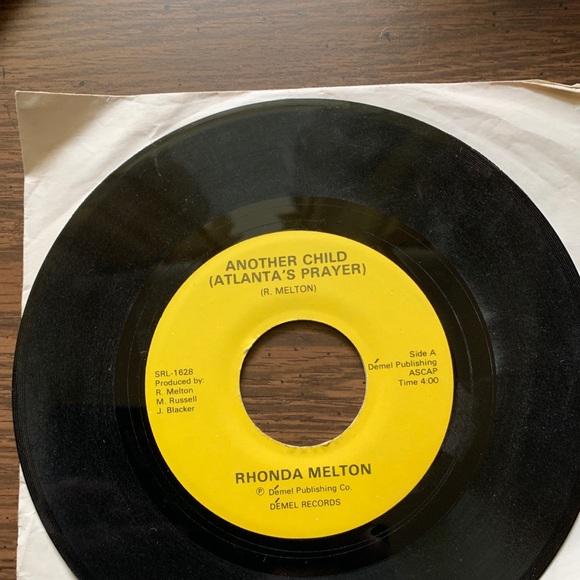 ANOTHER CHILD
(ATLANTA'S PRAYER)
(R. MELTON)
SRL-1628
Produced by:
R. Melton
M. Russell
J. Blacker
Side A
Démel Publishing
ASCAP
Time 4:00
RHONDA MELTON
℗ Démel Publishing Co.
DÉMEL RECORDS